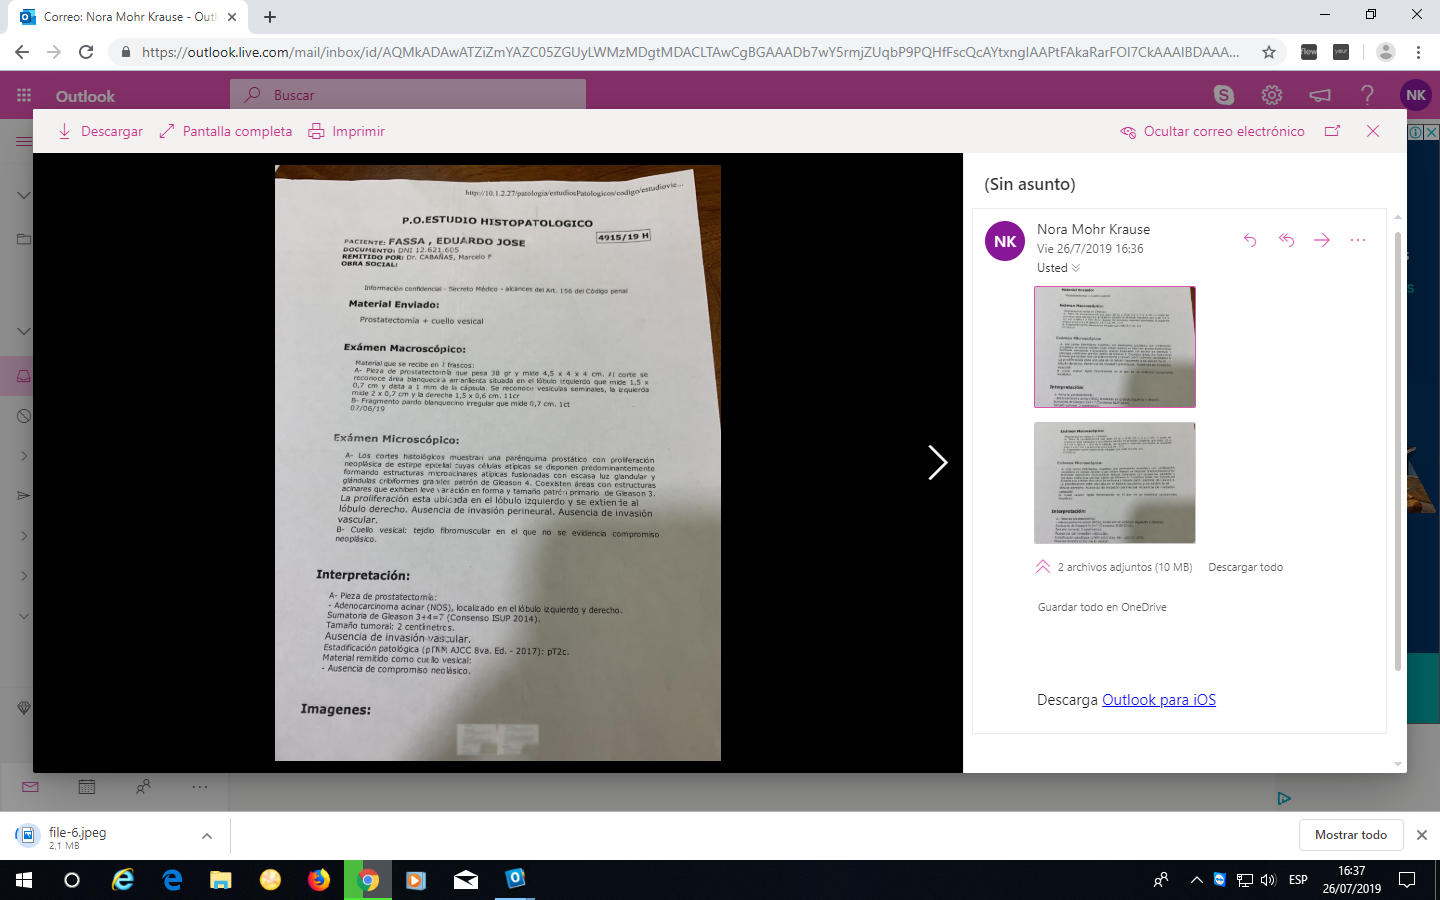 Correo: Nora Mohr Krause - Outl
https://outlook.live.com/mail/inbox/id/AQMkADAwATZiZmYAZC05ZGUyLWMzMDgtMDACLTAwCgBGAAADb7wY5rmjZUqbP9PQHfFscQcAYtxnglAAPtFAkaRarFOI7CkAAAIBDAAA...
Outlook
Buscar
NK
Descargar
Pantalla completa
Imprimir
Ocultar correo electrónico
http://10.1.2.27/patologia/estudiosPatologicos/codigo/estudiovie...
P.O.ESTUDIO HISTOPATOLOGICO
4915/19 H
PACIENTE: FASSA , EDUARDO JOSE
DOCUMENTO: DNI 12.621.605
REMITIDO POR: Dr. CABAÑAS, Marcelo F
OBRA SOCIAL:
Información confidencial - Secreto Médico - alcances del Art. 156 del Código penal
Material Enviado:
Prostatectomía + cuello vesical
Exámen Macroscópico:
Material que se recibe en 2 frascos:
A- Pieza de prostatectomía que pesa 38 gr y mide 4,5 x 4 x 4 cm. Al corte se
reconoce área blanquecina amarillenta situada en el lóbulo izquierdo que mide 1,5 x
0,7 cm y dista a 1 mm de la cápsula. Se reconocen vesículas seminales, la izquierda
mide 2 x 0,7 cm y la derecha 1,5 x 0,6 cm. 11cr
B- Fragmento pardo blanquecino irregular que mide 0,7 cm. 1ct
07/06/19
Exámen Microscópico:
A- Los cortes histológicos muestran una parénquima prostático con proliferación
neoplásica de estirpe epitelial cuyas células atípicas se disponen predominantemente
formando estructuras microacinares atípicas fusionadas con escasa luz glandular y
glándulas cribiformes grandes patrón de Gleason 4. Coexisten áreas con estructuras
acinares que exhiben leve variación en forma y tamaño patrón primario de Gleason 3.
La proliferación esta ubicada en el lóbulo izquierdo y se extiende al
lóbulo derecho. Ausencia de invasión perineural. Ausencia de invasión
vascular.
B- Cuello vesical: tejido fibromuscular en el que no se evidencia compromiso
neoplásico.
Interpretación:
A- Pieza de prostatectomía:
- Adenocarcinoma acinar (NOS), localizado en el lóbulo izquierdo y derecho.
Sumatoria de Gleason 3+4=7 (Consenso ISUP 2014).
Tamaño tumoral: 2 centímetros.
Ausencia de invasión vascular.
Estadificación patológica (pTNM AJCC 8va. Ed. - 2017): pT2c.
Material remitido como cuello vesical:
- Ausencia de compromiso neolásico.
Imagenes:
(Sin asunto)
NK
Nora Mohr Krause
Vie 26/7/2019 16:36
Usted
2 archivos adjuntos (10 MB)
Descargar todo
Guardar todo en OneDrive
Descarga Outlook para iOS
file-6.jpeg
2,1 MB
Mostrar todo
ESP
16:37
26/07/2019